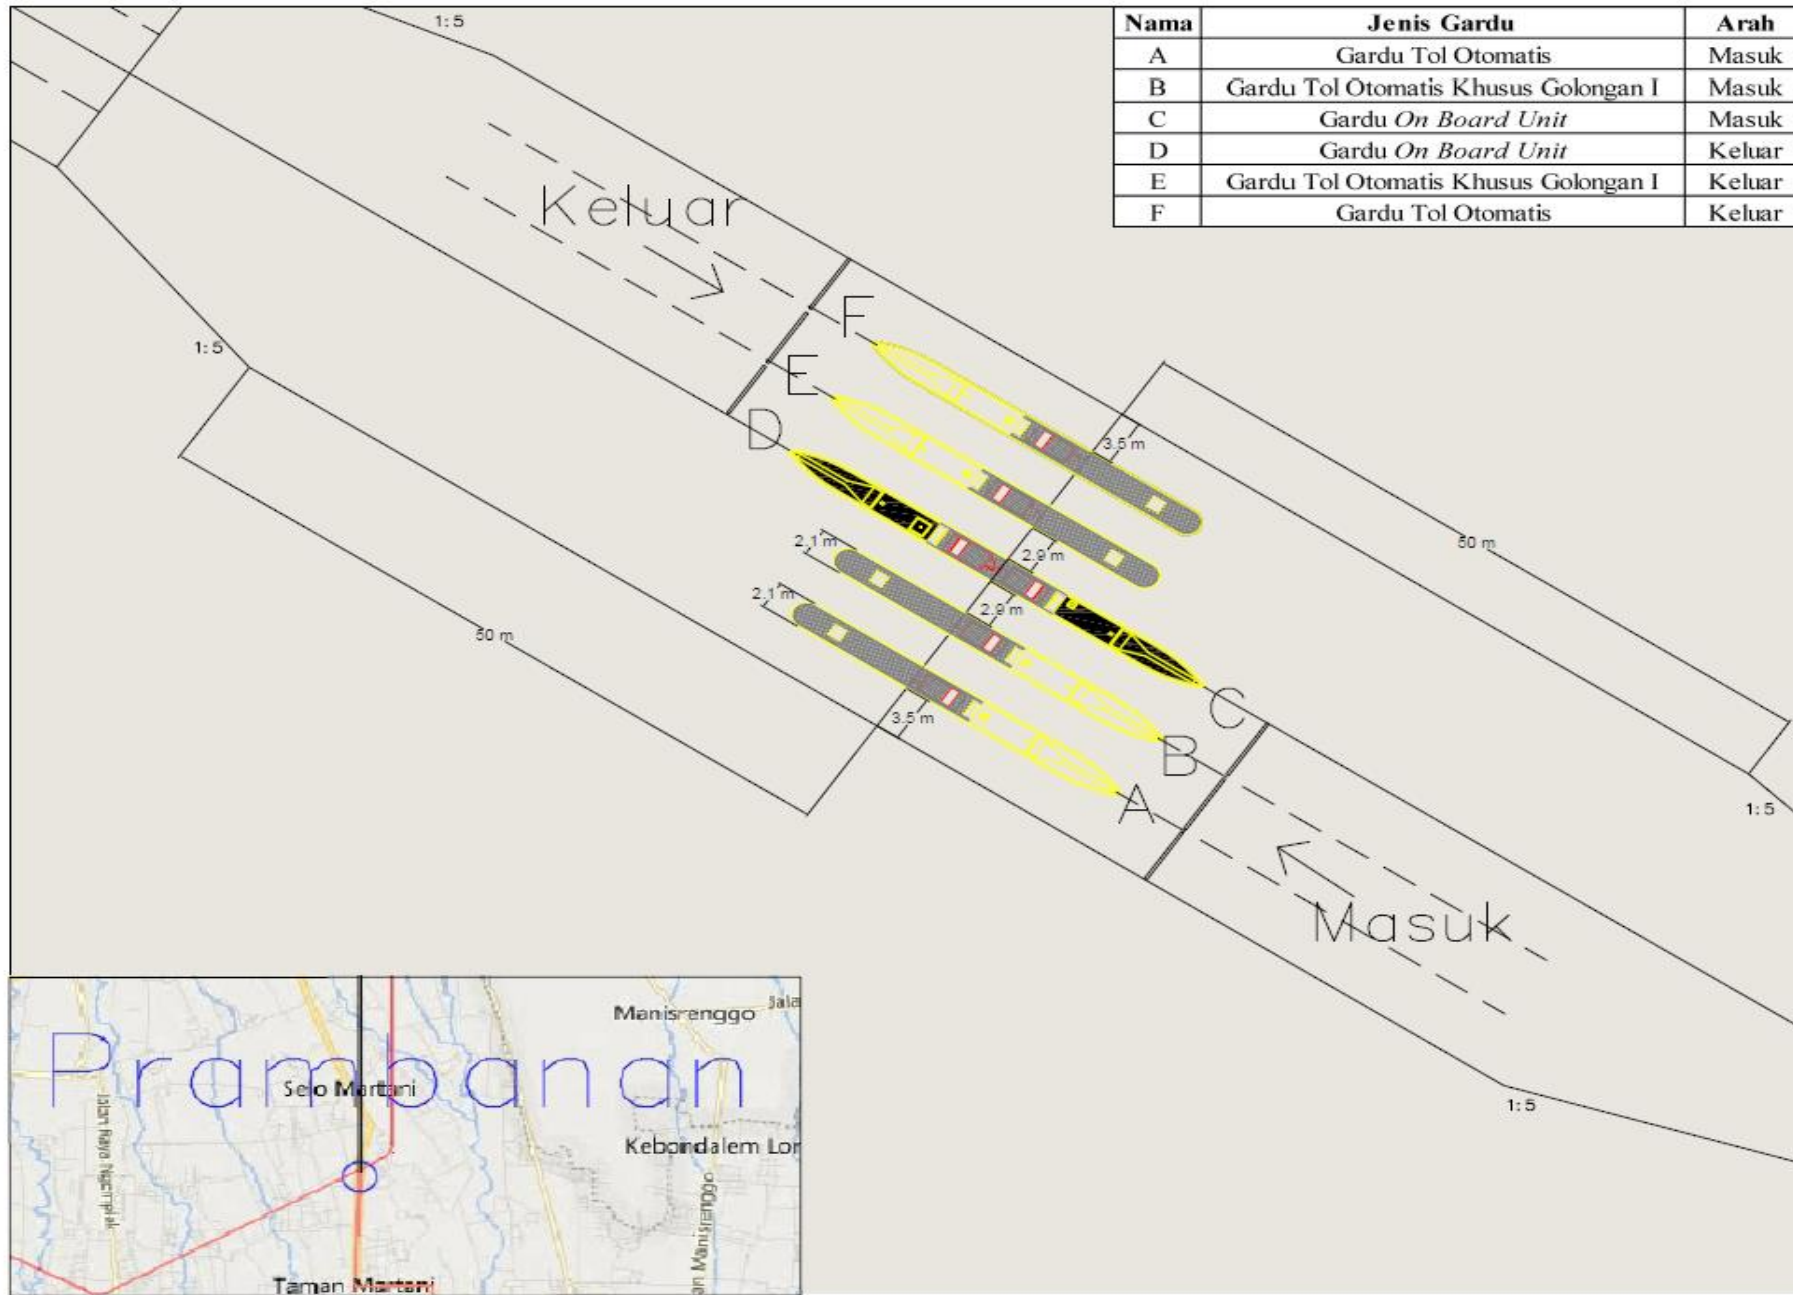 Nama Jenis Gardu Arah
A Gardu Tol Otomatis Masuk
B Gardu Tol Otomatis Khusus Golongan I Masuk
C Gardu On Board Unit Masuk
D Gardu On Board Unit Keluar
E Gardu Tol Otomatis Khusus Golongan I Keluar
F Gardu Tol Otomatis Keluar
1:5
Keluar
F
1:5
E
D
3.5 m
50 m
2.1 m
2.9 m
2.1 m
2.9 m
50 m
3.5 m
C
B
A
1:5
Masuk
1:5
Prambanan
Manisrenggo
Jala
Selo Martani
Kebondalem Lor
Taman Martani